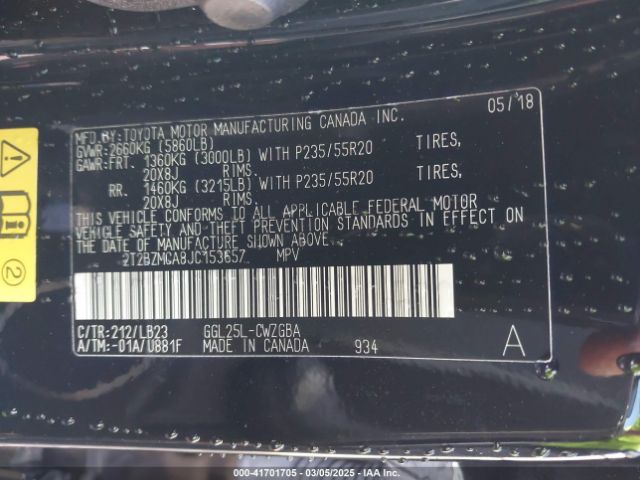 MFD.BY:TOYOTA MOTOR MANUFACTURING CANADA INC. 05/18
GVWR:2660KG (5860LB)
GAWR:FRT. 1360KG (3000LB) WITH P235/55R20 TIRES,
20X8J RIMS.
RR. 1460KG (3215LB) WITH P235/55R20 TIRES,
20X8J RIMS.
THIS VEHICLE CONFORMS TO ALL APPLICABLE FEDERAL MOTOR
VEHICLE SAFETY AND THEFT PREVENTION STANDARDS IN EFFECT ON
THE DATE OF MANUFACTURE SHOWN ABOVE.
2T2BZMCA8JC153657 MPV
C/TR:212/LB23 GGL25L-CWZGBA
A/TM:-01A/U881F MADE IN CANADA 934 A
2
000-41701705 — 03/05/2025 — IAA Inc.